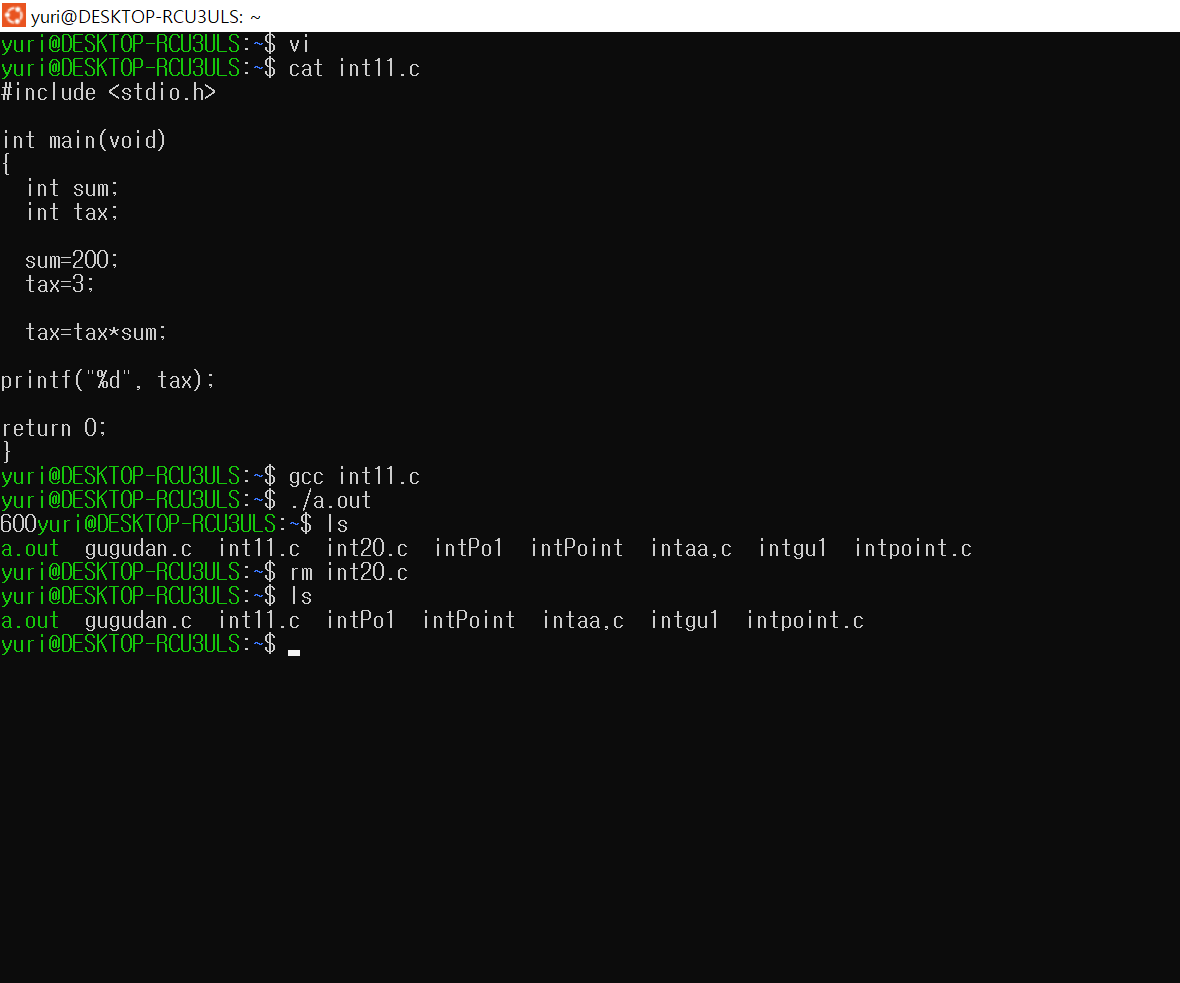 yuri@DESKTOP-RCU3ULS: ~
yuri@DESKTOP-RCU3ULS:~$ vi
yuri@DESKTOP-RCU3ULS:~$ cat int11.c
#include <stdio.h>
int main(void)
{
  int sum;
  int tax;
  sum=200;
  tax=3;
  tax=tax*sum;
printf("%d", tax);
return 0;
}
yuri@DESKTOP-RCU3ULS:~$ gcc int11.c
yuri@DESKTOP-RCU3ULS:~$ ./a.out
600yuri@DESKTOP-RCU3ULS:~$ ls
a.out  gugudan.c  int11.c  int20.c  intPo1  intPoint  intaa,c  intgu1  intpoint.c
yuri@DESKTOP-RCU3ULS:~$ rm int20.c
yuri@DESKTOP-RCU3ULS:~$ ls
a.out  gugudan.c  int11.c  intPo1  intPoint  intaa,c  intgu1  intpoint.c
yuri@DESKTOP-RCU3ULS:~$